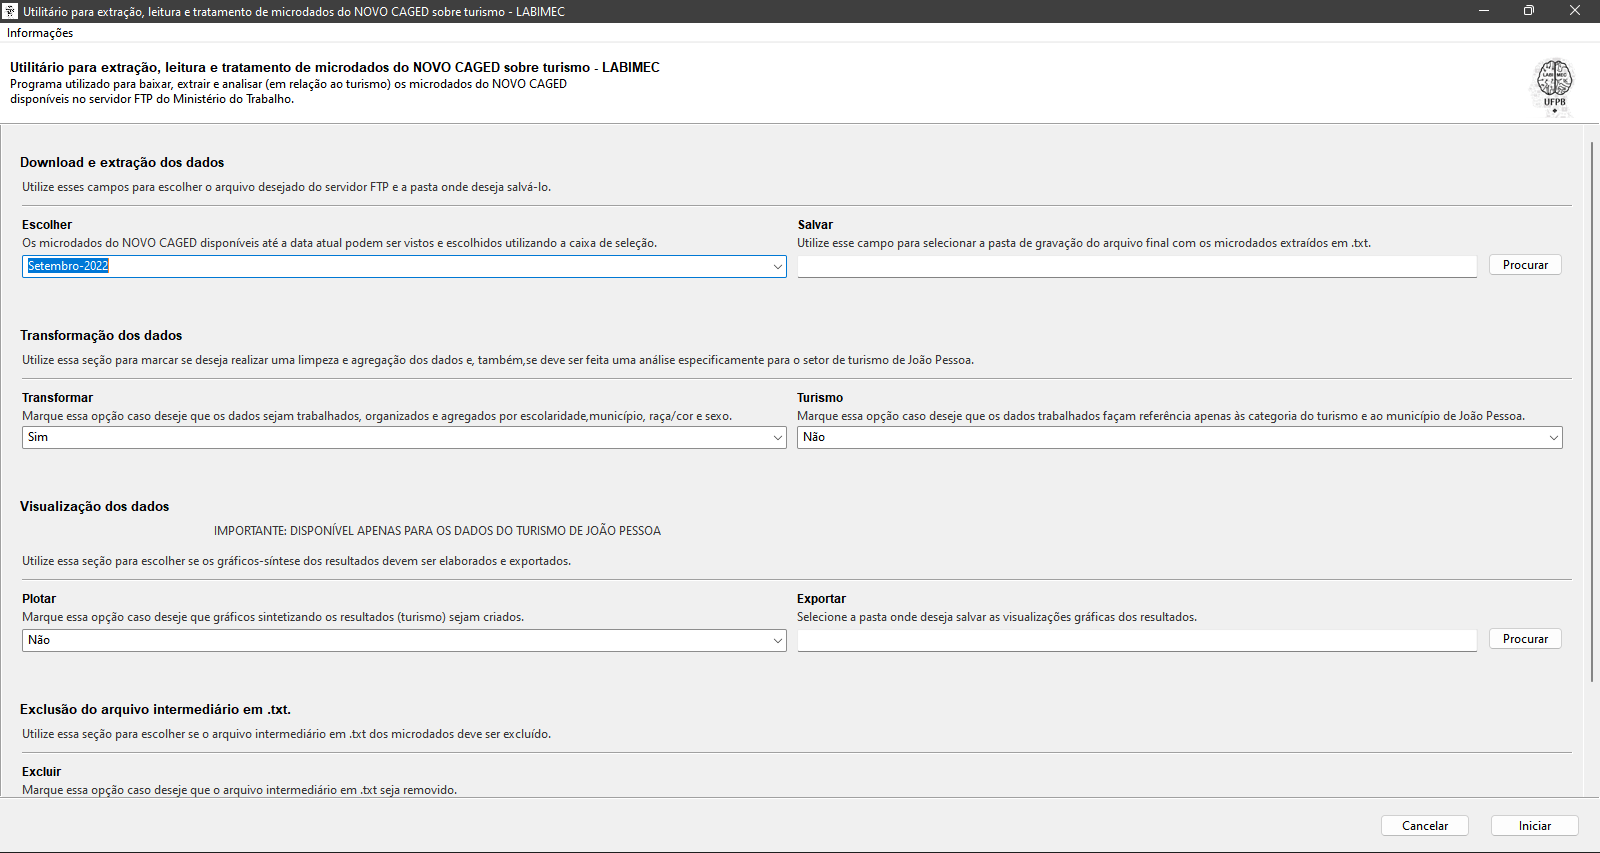 Utilitário para extração, leitura e tratamento de microdados do NOVO CAGED sobre turismo - LABIMEC
Informações
Utilitário para extração, leitura e tratamento de microdados do NOVO CAGED sobre turismo - LABIMEC
Programa utilizado para baixar, extrair e analisar (em relação ao turismo) os microdados do NOVO CAGED
disponíveis no servidor FTP do Ministério do Trabalho.
LABIMEC
UFPB
Download e extração dos dados
Utilize esses campos para escolher o arquivo desejado do servidor FTP e a pasta onde deseja salvá-lo.
Escolher
Os microdados do NOVO CAGED disponíveis até a data atual podem ser vistos e escolhidos utilizando a caixa de seleção.
Setembro-2022
Salvar
Utilize esse campo para selecionar a pasta de gravação do arquivo final com os microdados extraídos em .txt.
Procurar
Transformação dos dados
Utilize essa seção para marcar se deseja realizar uma limpeza e agregação dos dados e, também,se deve ser feita uma análise especificamente para o setor de turismo de João Pessoa.
Transformar
Marque essa opção caso deseje que os dados sejam trabalhados, organizados e agregados por escolaridade,município, raça/cor e sexo.
Sim
Turismo
Marque essa opção caso deseje que os dados trabalhados façam referência apenas às categoria do turismo e ao município de João Pessoa.
Não
Visualização dos dados
IMPORTANTE: DISPONÍVEL APENAS PARA OS DADOS DO TURISMO DE JOÃO PESSOA
Utilize essa seção para escolher se os gráficos-síntese dos resultados devem ser elaborados e exportados.
Plotar
Marque essa opção caso deseje que gráficos sintetizando os resultados (turismo) sejam criados.
Não
Exportar
Selecione a pasta onde deseja salvar as visualizações gráficas dos resultados.
Procurar
Exclusão do arquivo intermediário em .txt.
Utilize essa seção para escolher se o arquivo intermediário em .txt dos microdados deve ser excluído.
Excluir
Marque essa opção caso deseje que o arquivo intermediário em .txt seja removido.
Cancelar
Iniciar